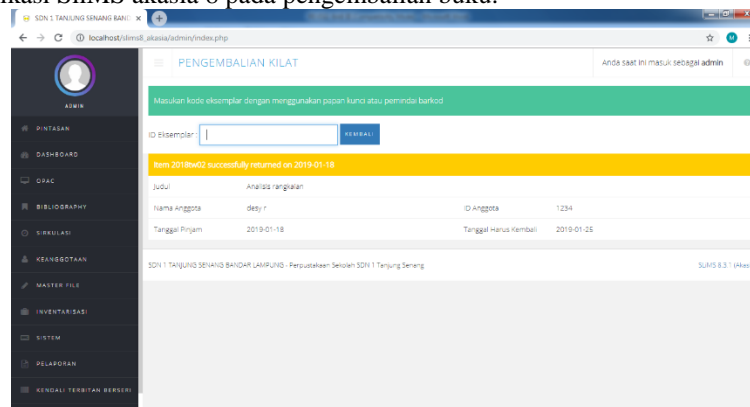 kasi SliMS akasia 8 pada pengembalian buku.
SDN 1 TANJUNG SENANG BAND
localhost/slims8_akasia/admin/index.php
PENGEMBALIAN KILAT
Anda saat ini masuk sebagai admin
ADMIN
Masukan kode eksemplar dengan menggunakan papan kunci atau pemindai barkod
PINTASAN
ID Eksemplar :
KEMBALI
DASHBOARD
Item 2018tw02 successfully returned on 2019-01-18
OPAC
Judul Analisis rangkaian
BIBLIOGRAPHY
Nama Anggota desy r ID Anggota 1234
SIRKULASI
Tanggal Pinjam 2019-01-18 Tanggal Harus Kembali 2019-01-25
KEANGGOTAAN
SDN 1 TANJUNG SENANG BANDAR LAMPUNG - Perpustakaan Sekolah SDN 1 Tanjung Senang
SLIMS 8.3.1 (Akas
MASTER FILE
INVENTARISASI
SISTEM
PELAPORAN
KENDALI TERBITAN BERSERI